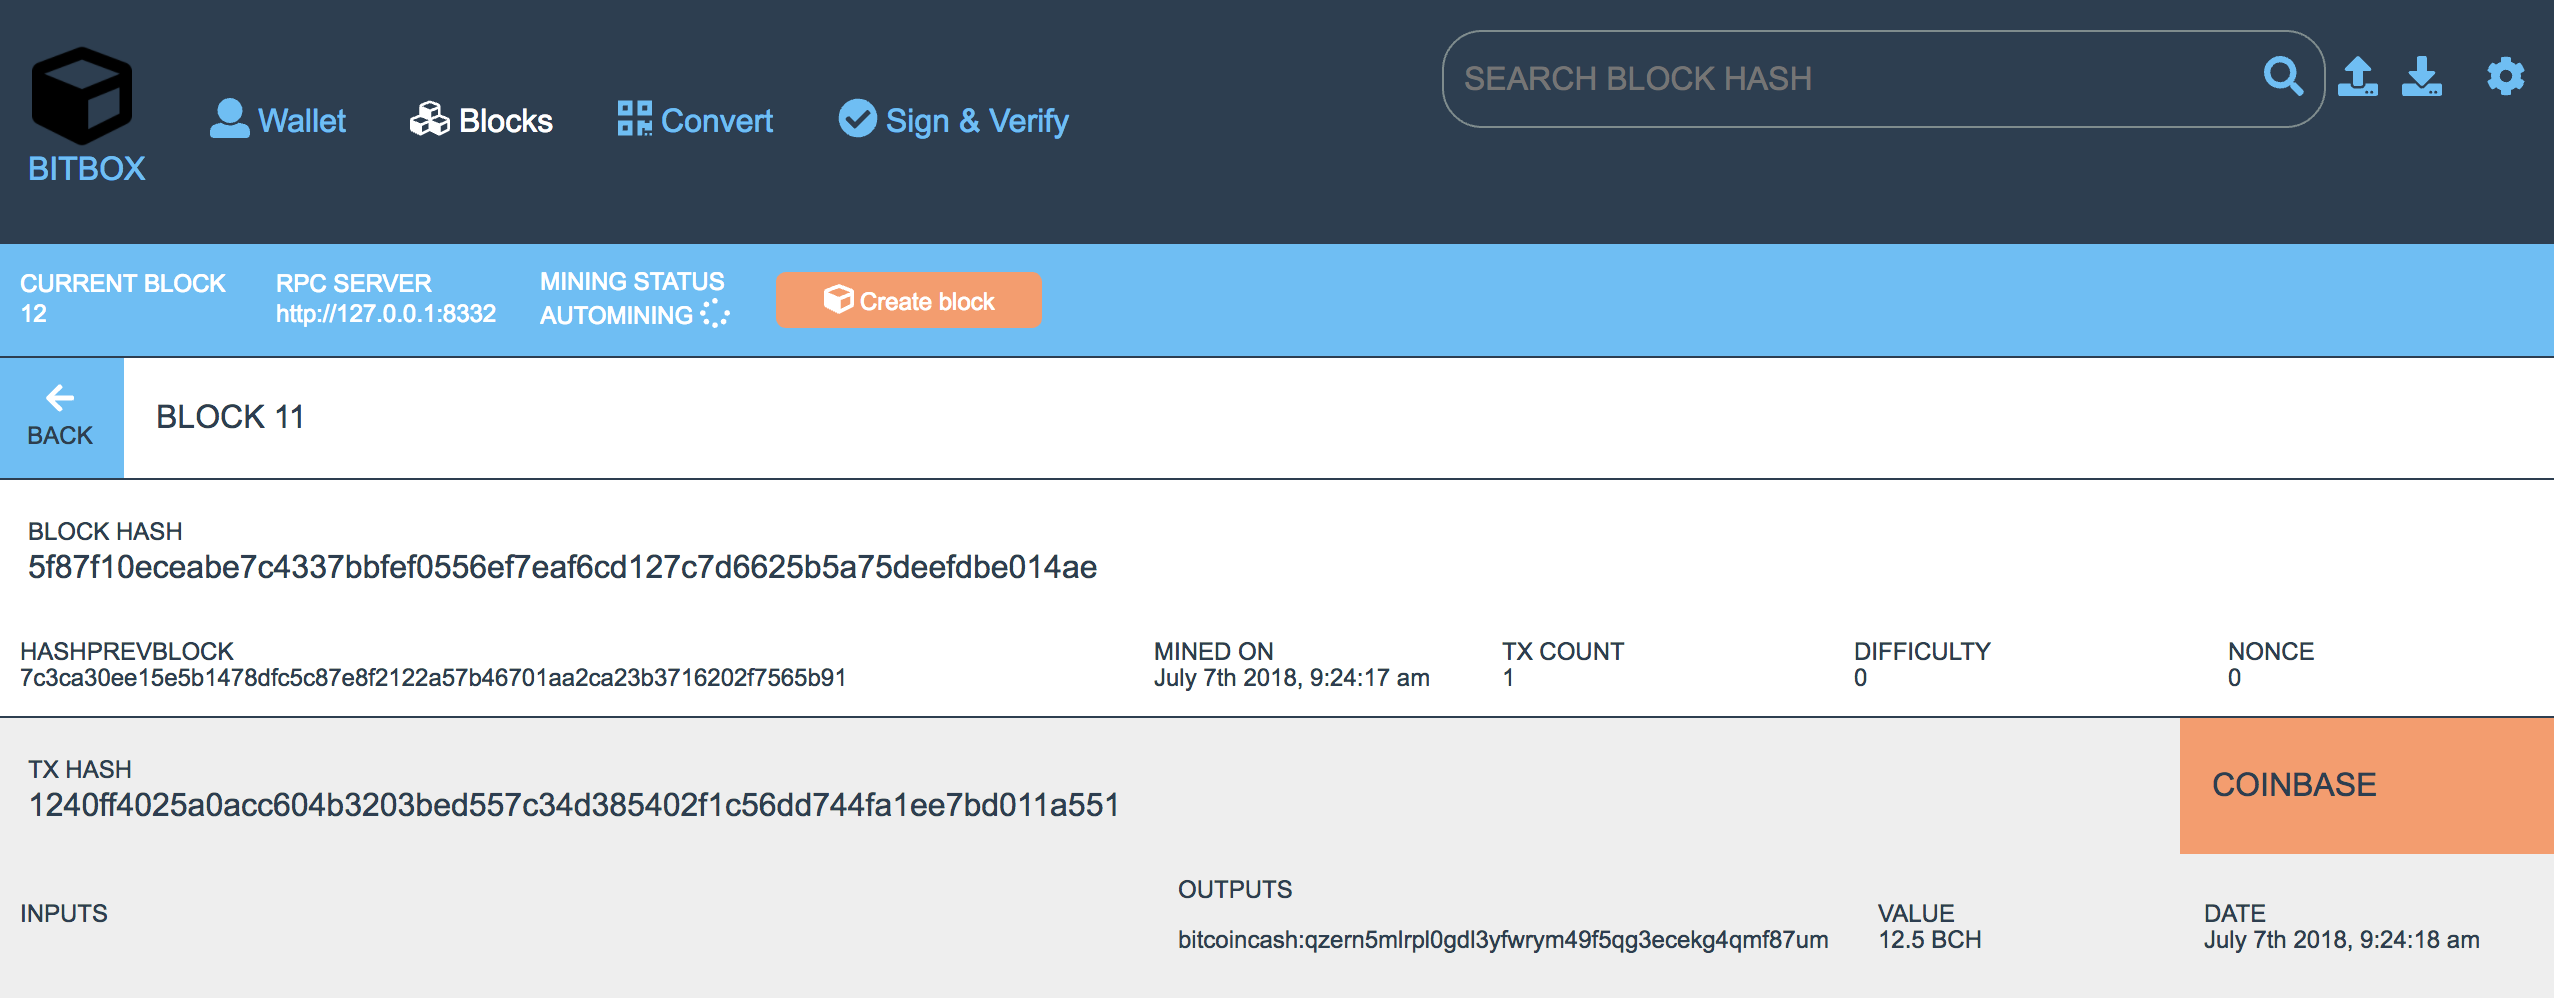 BITBOX
Wallet
Blocks
Convert
Sign & Verify
SEARCH BLOCK HASH
CURRENT BLOCK
12
RPC SERVER
http://127.0.0.1:8332
MINING STATUS
AUTOMINING
Create block
BACK
BLOCK 11
BLOCK HASH
5f87f10eceabe7c4337bbfef0556ef7eaf6cd127c7d6625b5a75deefdbe014ae
HASHPREVBLOCK
7c3ca30ee15e5b1478dfc5c87e8f2122a57b46701aa2ca23b3716202f7565b91
MINED ON
July 7th 2018, 9:24:17 am
TX COUNT
1
DIFFICULTY
0
NONCE
0
TX HASH
1240ff4025a0acc604b3203bed557c34d385402f1c56dd744fa1ee7bd011a551
COINBASE
INPUTS
OUTPUTS
bitcoincash:qzern5mlrpl0gdl3yfwrym49f5qg3ecekg4qmf87um
VALUE
12.5 BCH
DATE
July 7th 2018, 9:24:18 am